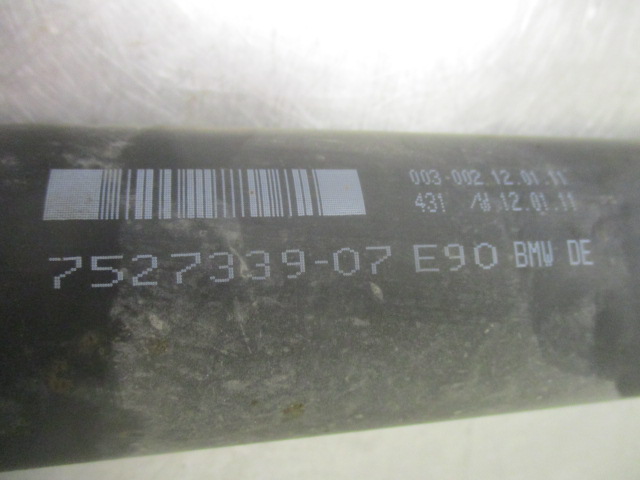 003-002 12.01.11
431 /W 12.01.11
7527339-07 E90 BMW DE